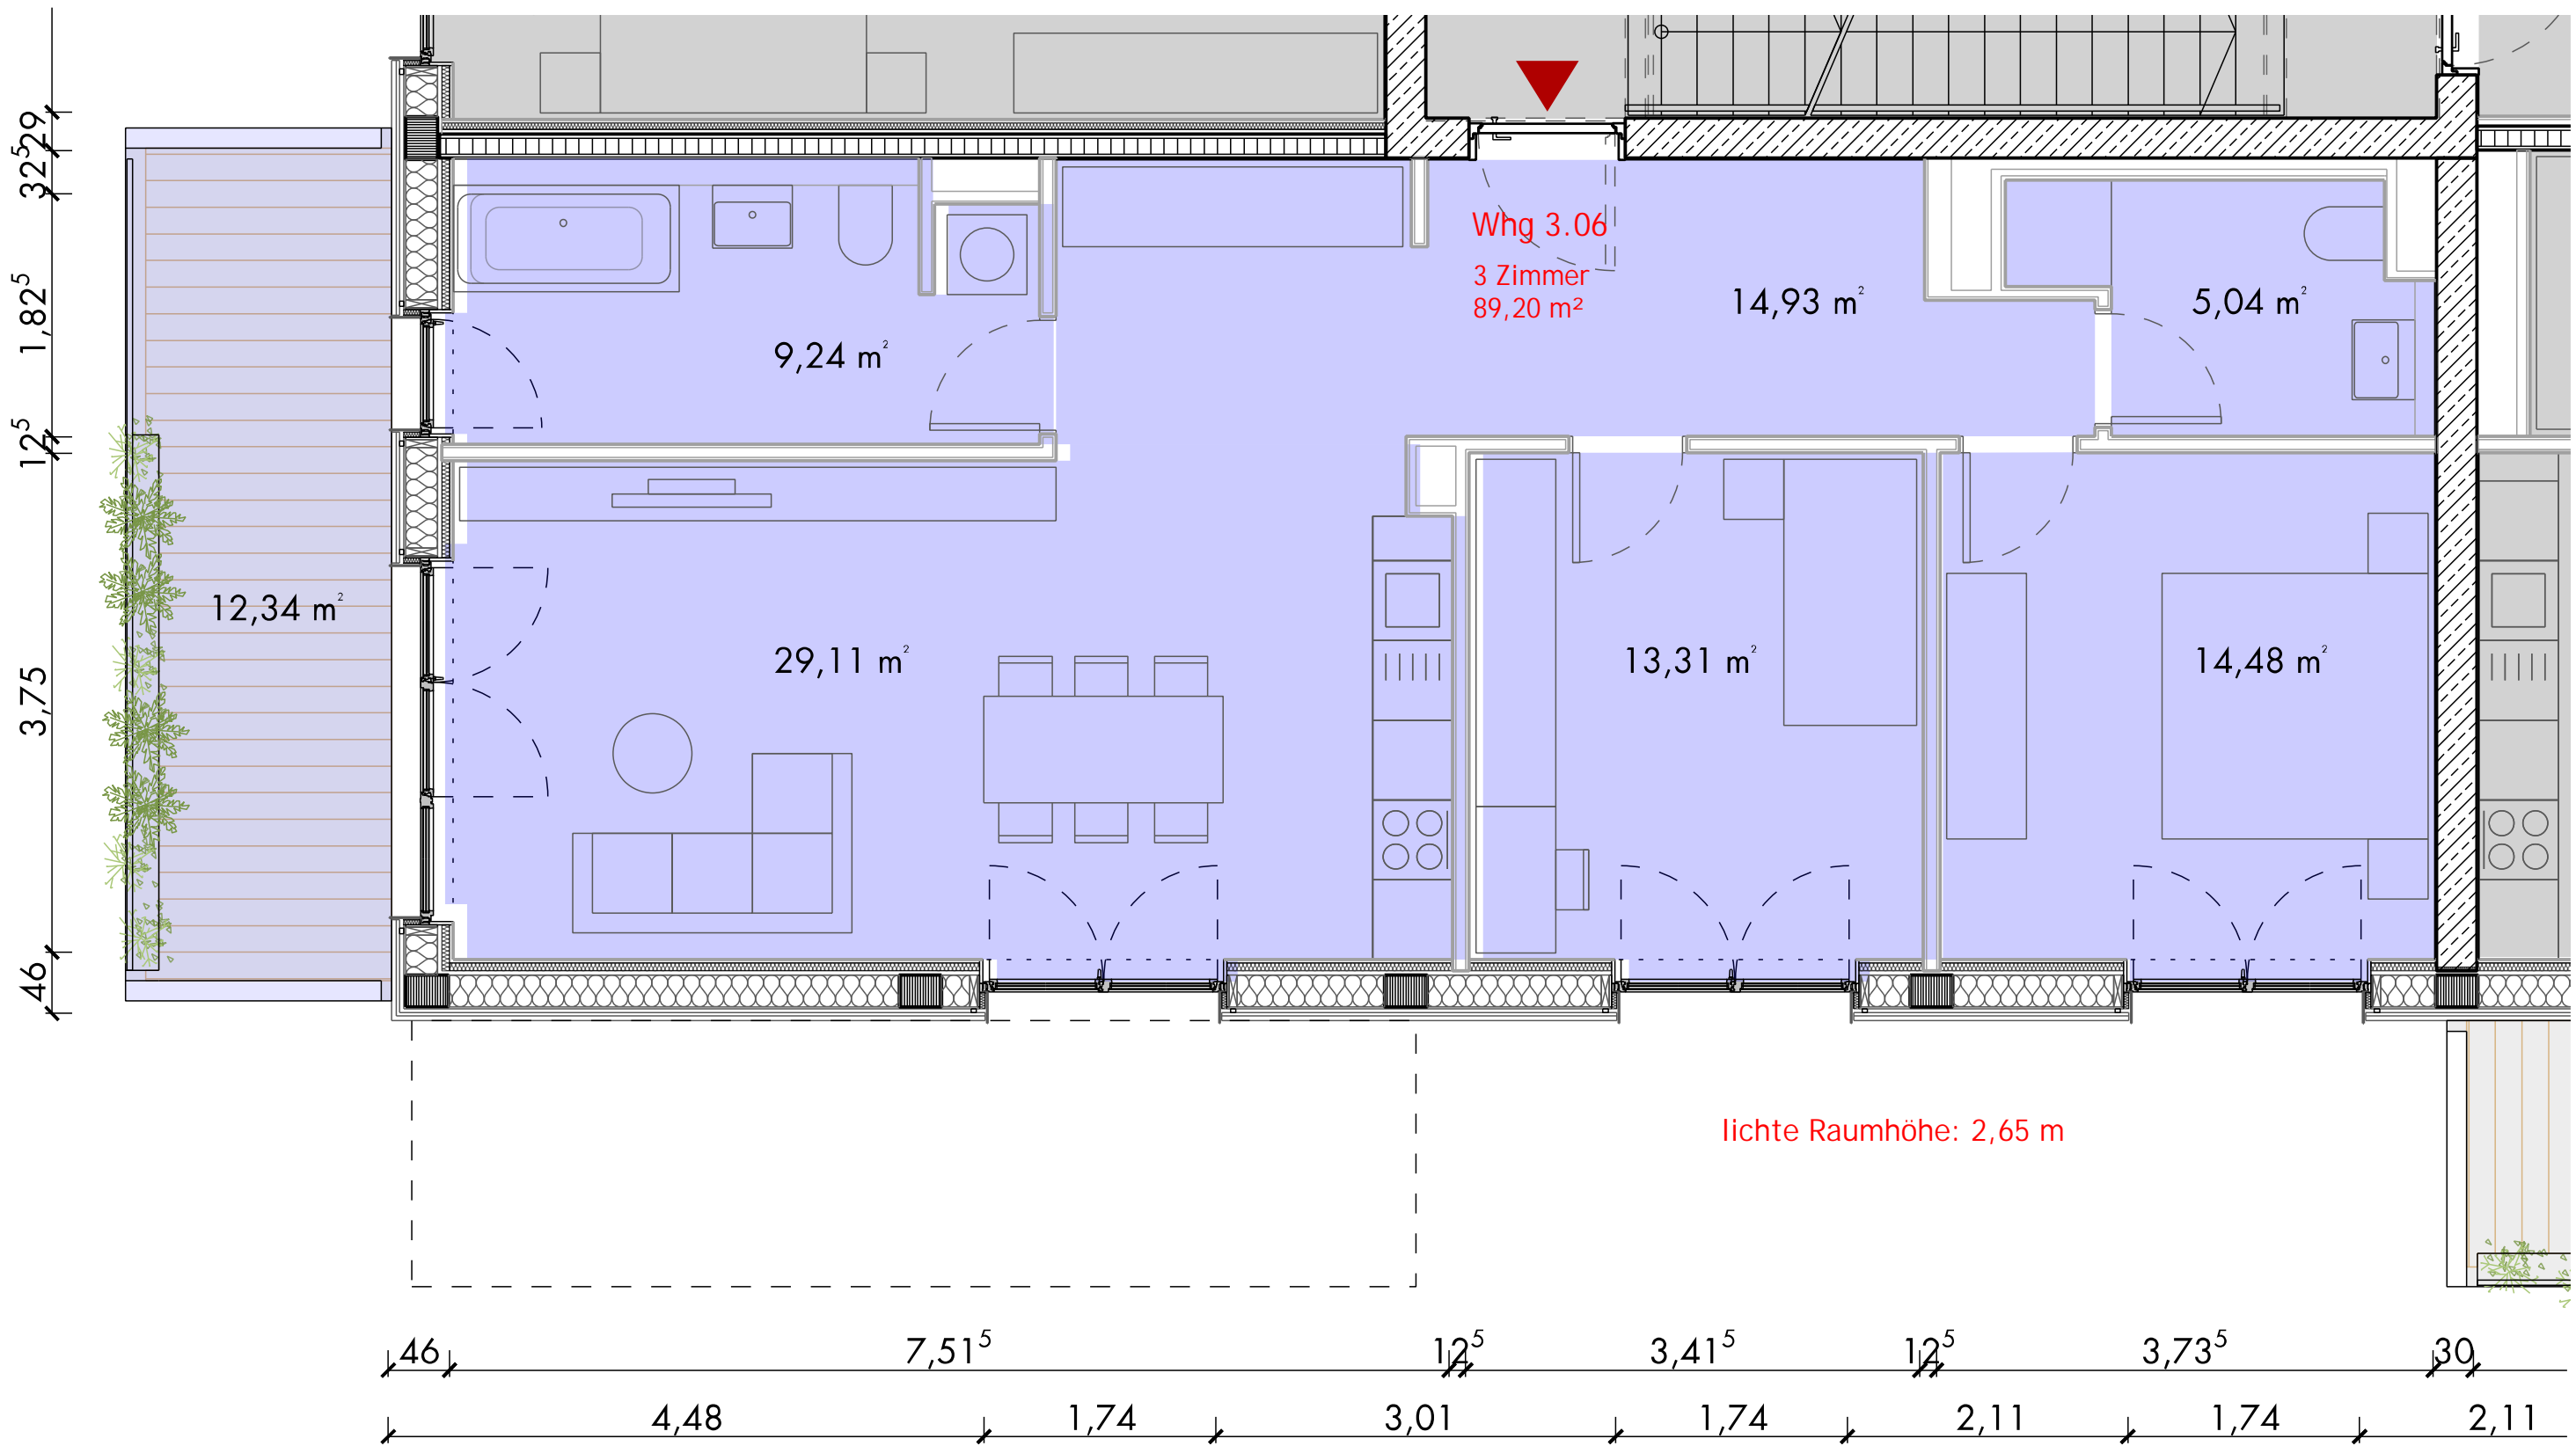 29
32⁵
1,82⁵
12⁵
3,75
46
Whg 3.06
3 Zimmer
89,20 m²
14,93 m²
5,04 m²
9,24 m²
12,34 m²
29,11 m²
13,31 m²
14,48 m²
lichte Raumhöhe: 2,65 m
46 7,51⁵ 12⁵ 3,41⁵ 12⁵ 3,73⁵ 30
4,48 1,74 3,01 1,74 2,11 1,74 2,11